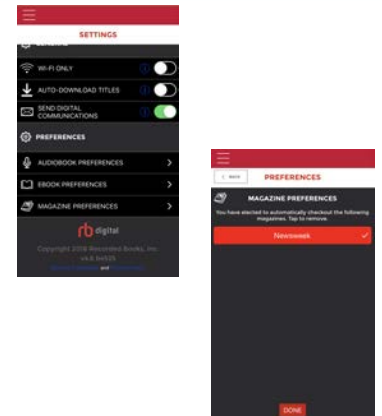 SETTINGS
WI-FI ONLY
AUTO-DOWNLOAD TITLES
SEND DIGITAL
COMMUNICATIONS
PREFERENCES
AUDIOBOOK PREFERENCES
EBOOK PREFERENCES
MAGAZINE PREFERENCES
rb digital
Recorded Books, Inc
and
BACK
PREFERENCES
MAGAZINE PREFERENCES
You have elected to automatically checkout the following
magazines. Tap to remove.
Newsweek
DONE